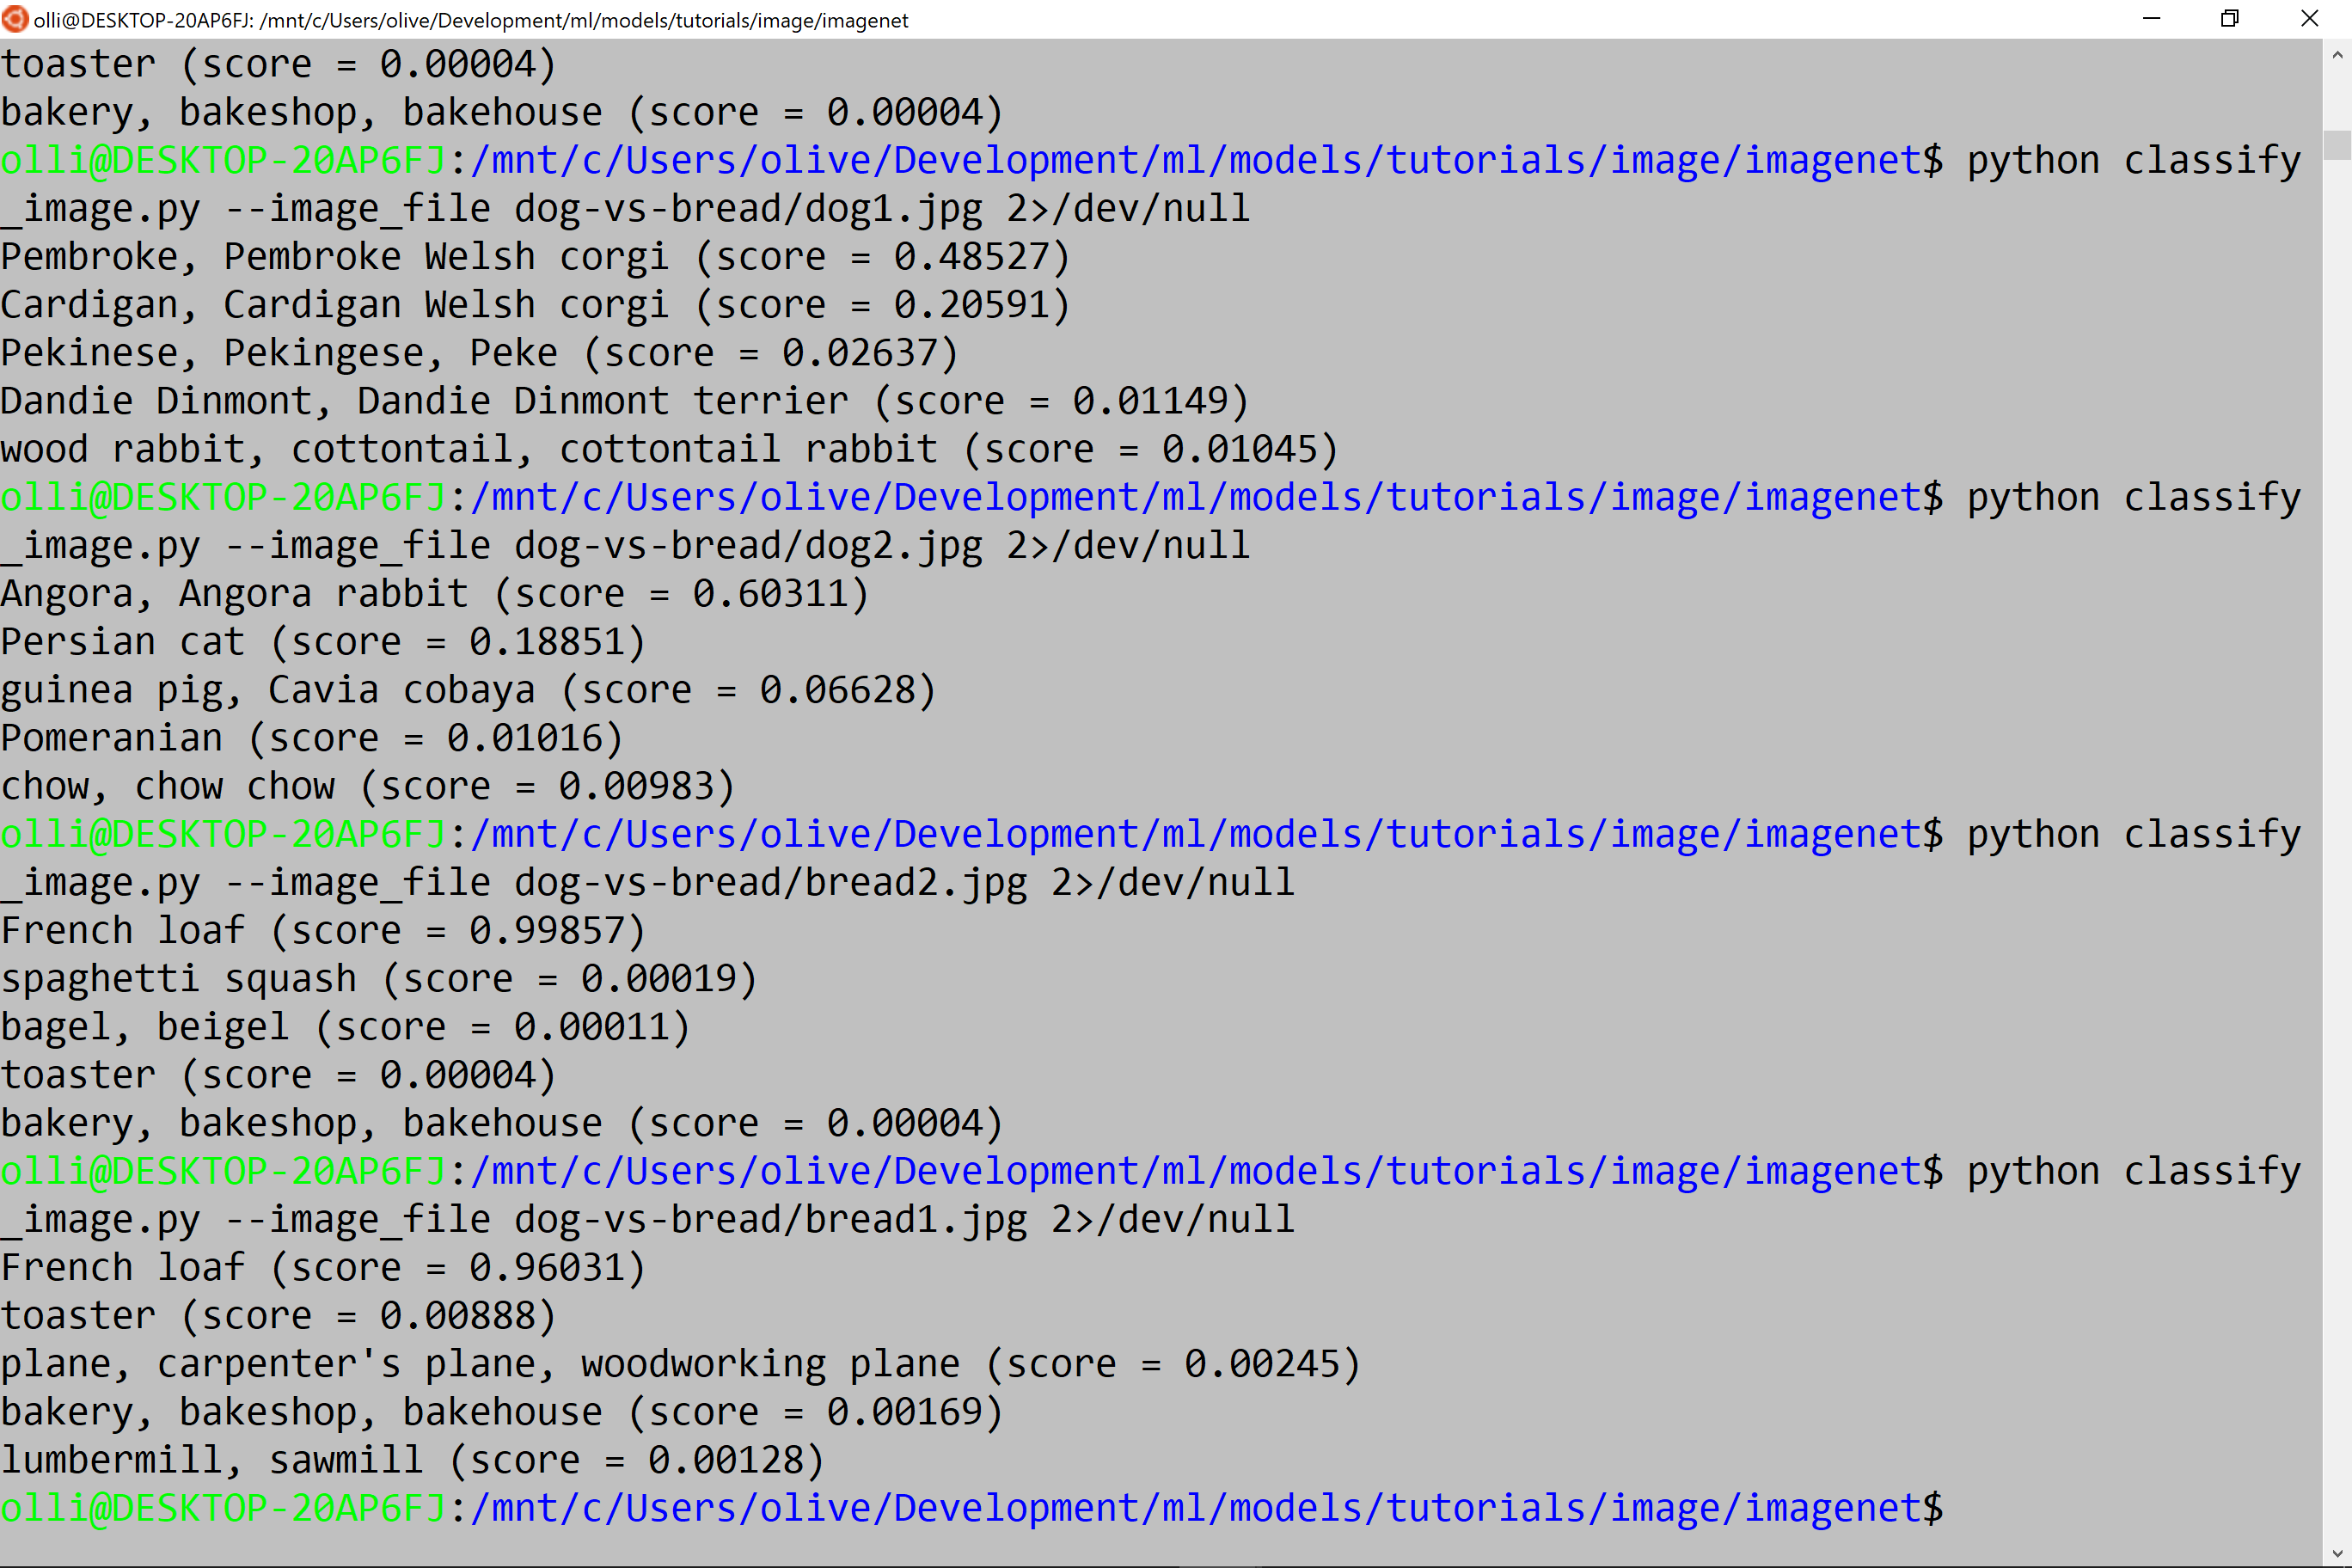 olli@DESKTOP-20AP6FJ: /mnt/c/Users/olive/Development/ml/models/tutorials/image/imagenet
toaster (score = 0.00004)
bakery, bakeshop, bakehouse (score = 0.00004)
olli@DESKTOP-20AP6FJ:/mnt/c/Users/olive/Development/ml/models/tutorials/image/imagenet$ python classify
_image.py --image_file dog-vs-bread/dog1.jpg 2>/dev/null
Pembroke, Pembroke Welsh corgi (score = 0.48527)
Cardigan, Cardigan Welsh corgi (score = 0.20591)
Pekinese, Pekingese, Peke (score = 0.02637)
Dandie Dinmont, Dandie Dinmont terrier (score = 0.01149)
wood rabbit, cottontail, cottontail rabbit (score = 0.01045)
olli@DESKTOP-20AP6FJ:/mnt/c/Users/olive/Development/ml/models/tutorials/image/imagenet$ python classify
_image.py --image_file dog-vs-bread/dog2.jpg 2>/dev/null
Angora, Angora rabbit (score = 0.60311)
Persian cat (score = 0.18851)
guinea pig, Cavia cobaya (score = 0.06628)
Pomeranian (score = 0.01016)
chow, chow chow (score = 0.00983)
olli@DESKTOP-20AP6FJ:/mnt/c/Users/olive/Development/ml/models/tutorials/image/imagenet$ python classify
_image.py --image_file dog-vs-bread/bread2.jpg 2>/dev/null
French loaf (score = 0.99857)
spaghetti squash (score = 0.00019)
bagel, beigel (score = 0.00011)
toaster (score = 0.00004)
bakery, bakeshop, bakehouse (score = 0.00004)
olli@DESKTOP-20AP6FJ:/mnt/c/Users/olive/Development/ml/models/tutorials/image/imagenet$ python classify
_image.py --image_file dog-vs-bread/bread1.jpg 2>/dev/null
French loaf (score = 0.96031)
toaster (score = 0.00888)
plane, carpenter's plane, woodworking plane (score = 0.00245)
bakery, bakeshop, bakehouse (score = 0.00169)
lumbermill, sawmill (score = 0.00128)
olli@DESKTOP-20AP6FJ:/mnt/c/Users/olive/Development/ml/models/tutorials/image/imagenet$